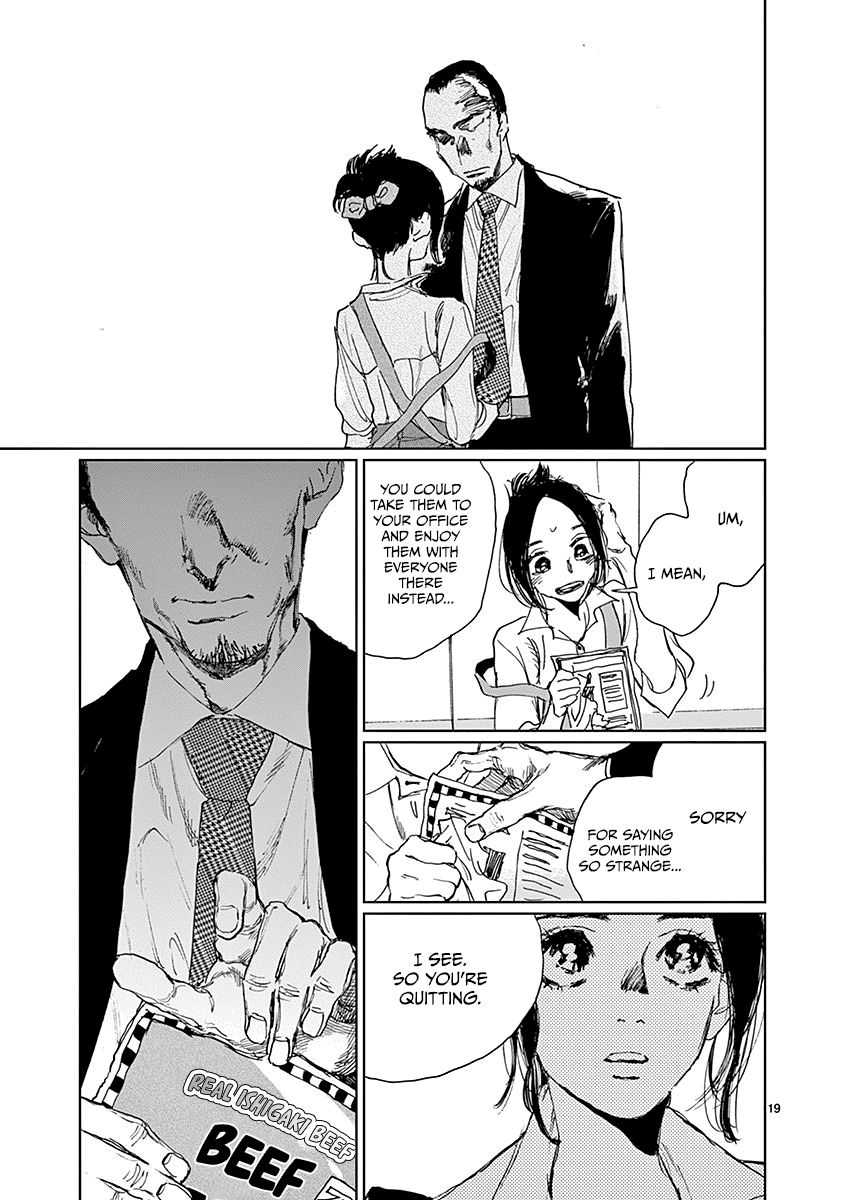 UM,
I MEAN,
YOU COULD
TAKE THEM TO
YOUR OFFICE
AND ENJOY
THEM WITH
EVERYONE
THERE
INSTEAD...
SORRY
FOR SAYING
SOMETHING
SO STRANGE...
I SEE.
SO YOU'RE
QUITTING.
REAL ISHIGAKI BEEF
BEEF
19